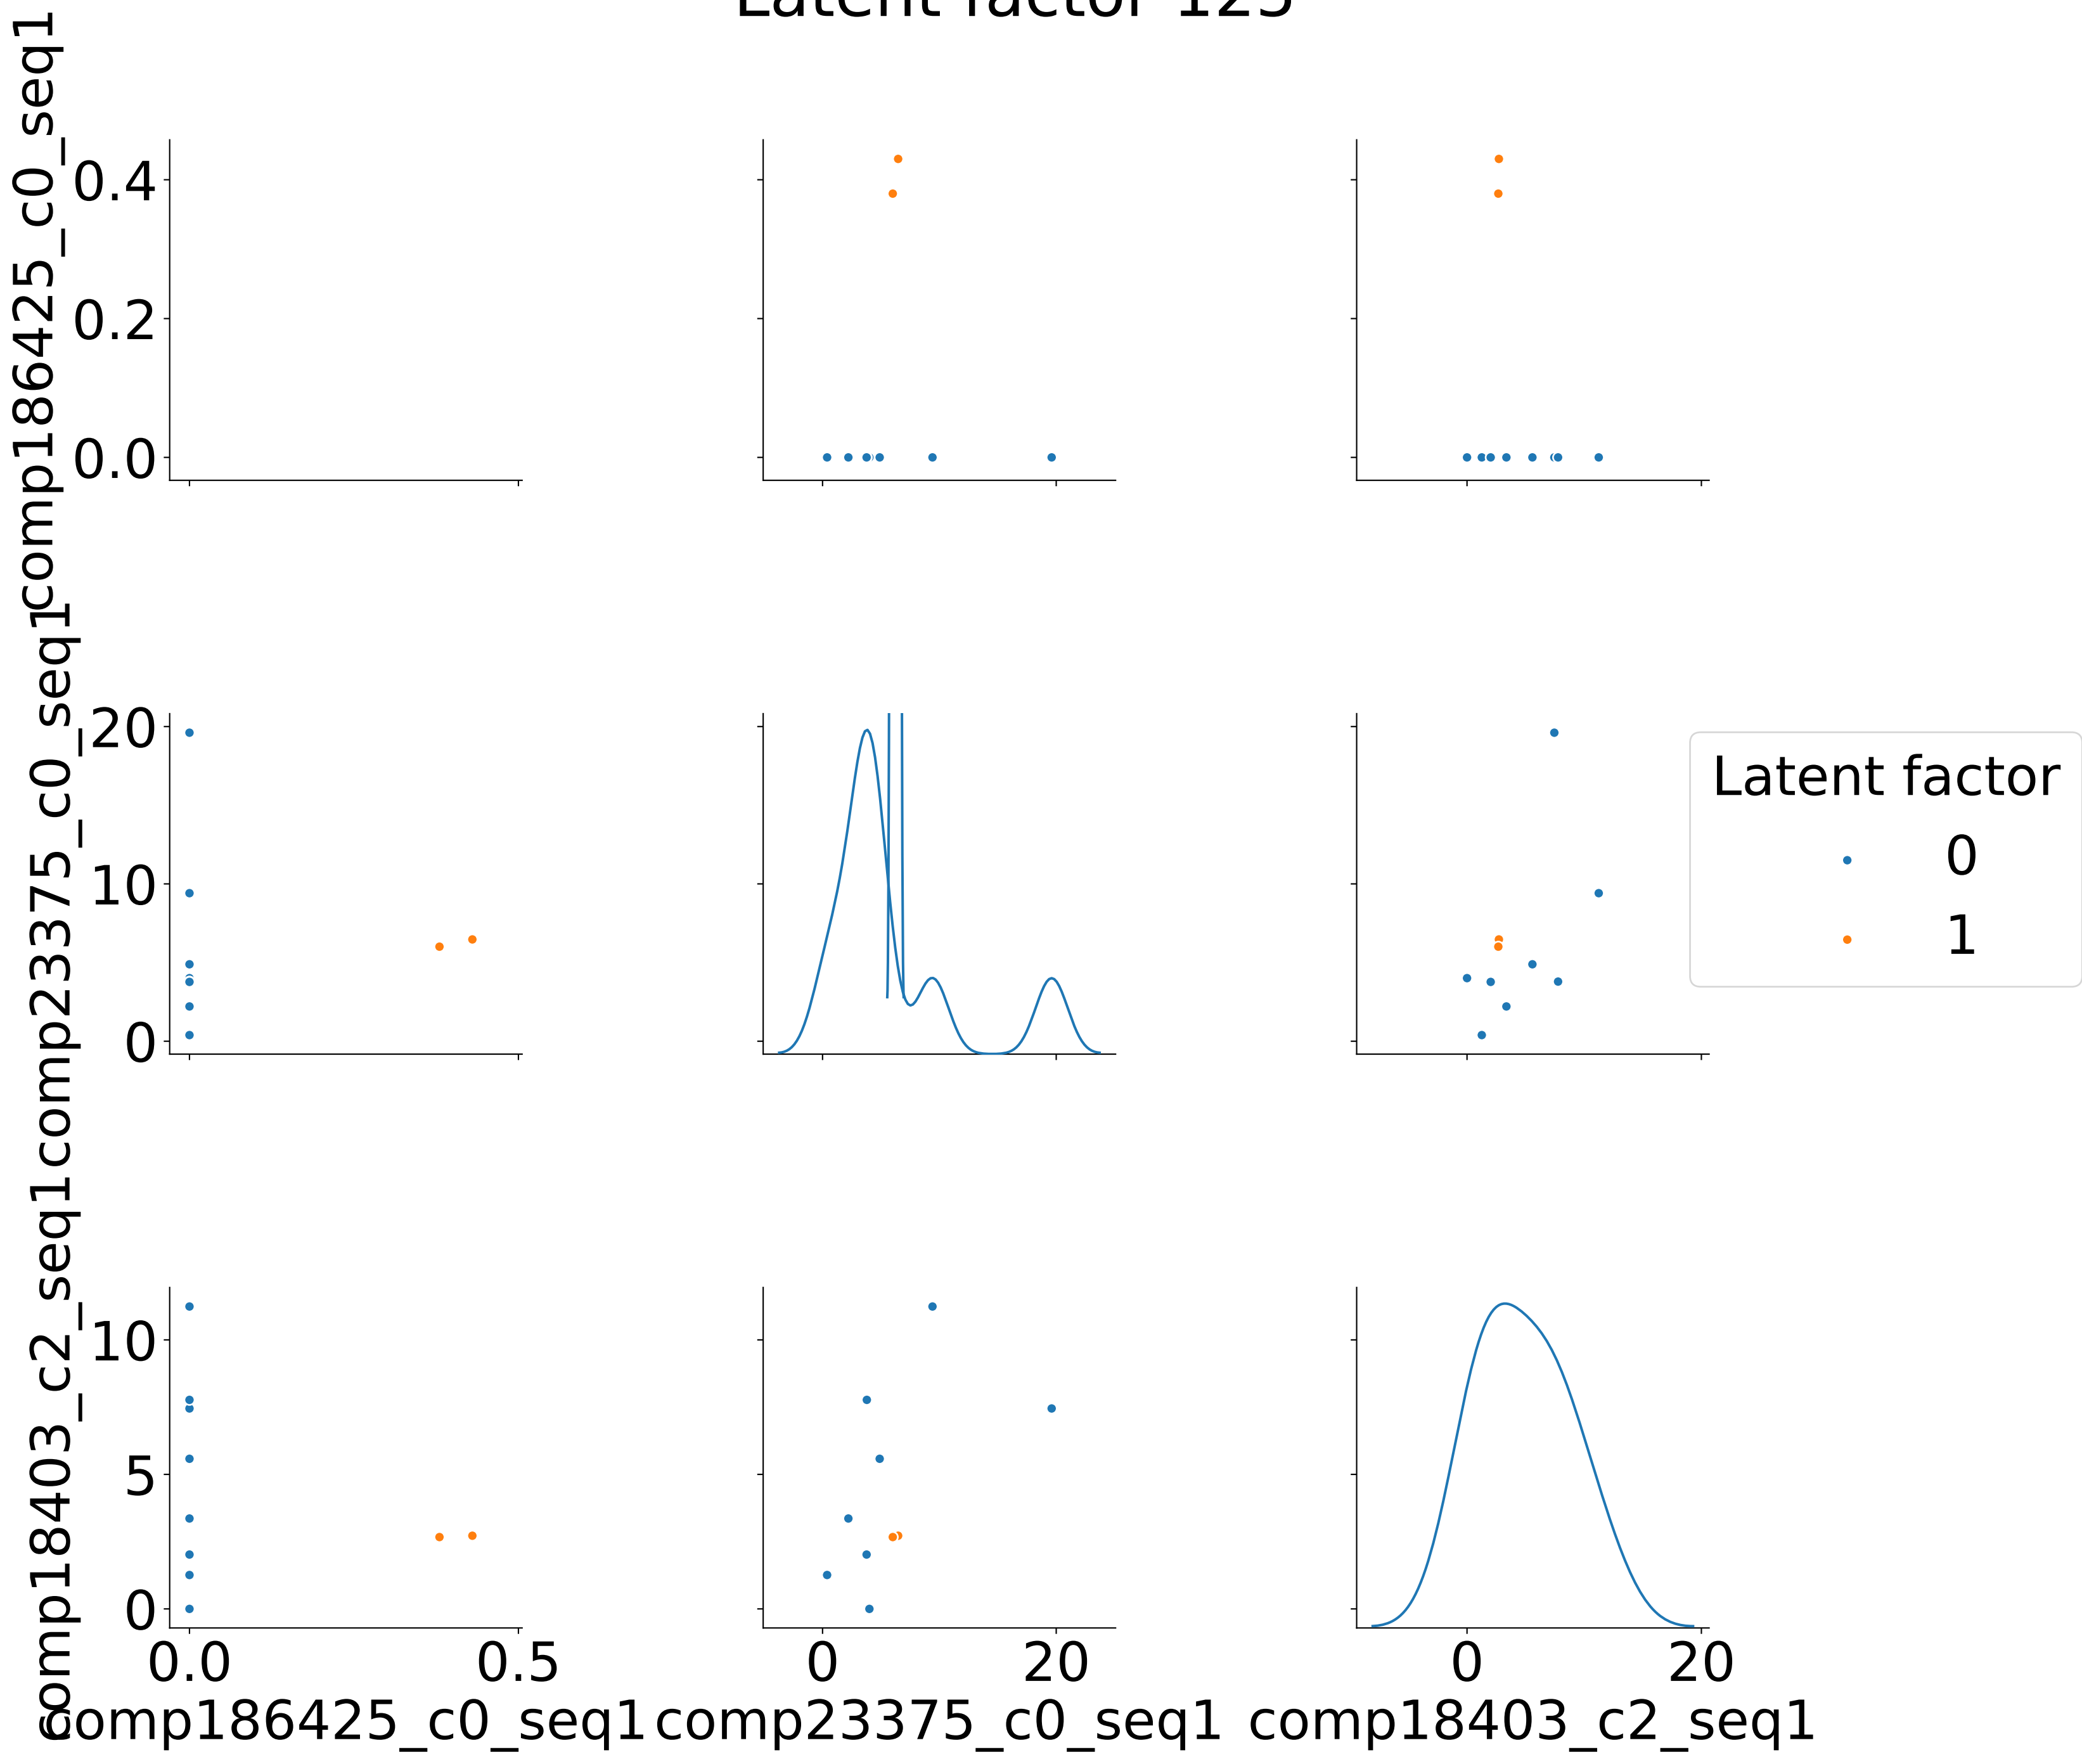 Latent factor 123
comp186425_c0_seq1
0.4
0.2
0.0
comp23375_c0_seq1
20
10
0
Latent factor
0
1
comp18403_c2_seq1
10
5
0
0.0
0.5
0
20
0
20
comp186425_c0_seq1
comp23375_c0_seq1
comp18403_c2_seq1